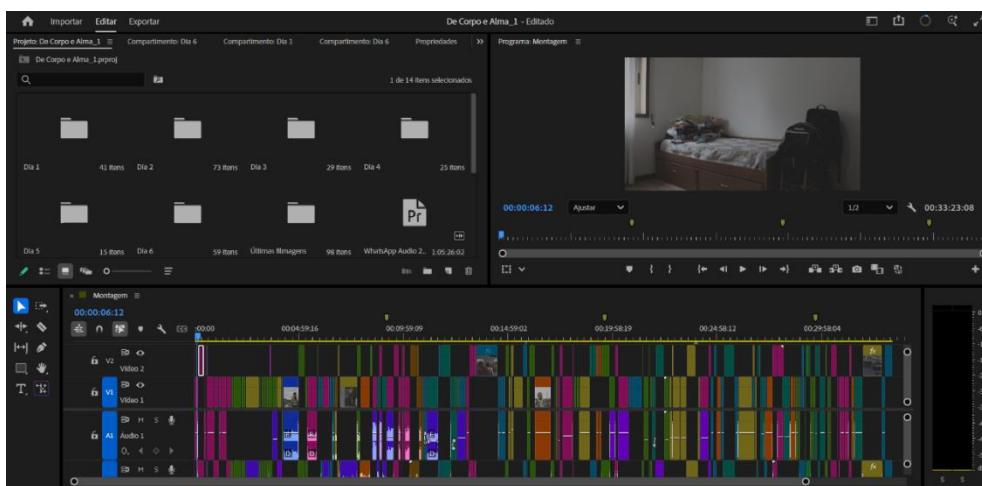 Importar Editar Exportar De Corpo e Alma_1 - Editado
Projeto: De Corpo e Alma_1 Compartimento: Dia 6 Compartimento: Dia 1 Compartimento: Dia 6 Propriedades Programa: Montagem
De Corpo e Alma_1.prproj
1 de 14 itens selecionados
Dia 1 41 Itens Dia 2 73 Itens Dia 3 29 Itens Dia 4 25 Itens
Pr
00:00:06:12 Ajustar 1/2 00:33:23:08
Dia 5 15 Itens Dia 6 59 Itens Últimas filmagens 98 Itens WhatsApp Audio 2... 1:05:26:02
Montagem
00:00:06:12
:00:00 00:04:59:16 00:09:59:09 00:14:59:02 00:19:58:19 00:24:58:12 00:29:58:04
V2 Vídeo 2
V1 Vídeo 1
M S
A1 Áudio 1
M S
fx
S S